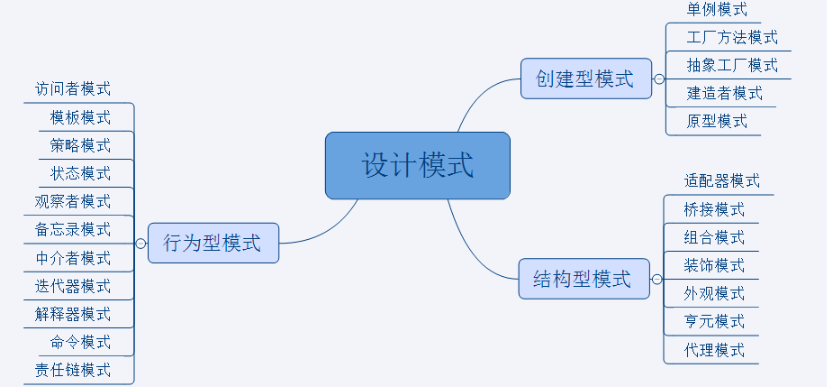 设计模式
创建型模式
单例模式
工厂方法模式
抽象工厂模式
建造者模式
原型模式
结构型模式
适配器模式
桥接模式
组合模式
装饰模式
外观模式
亨元模式
代理模式
行为型模式
访问者模式
模板模式
策略模式
状态模式
观察者模式
备忘录模式
中介者模式
迭代器模式
解释器模式
命令模式
责任链模式